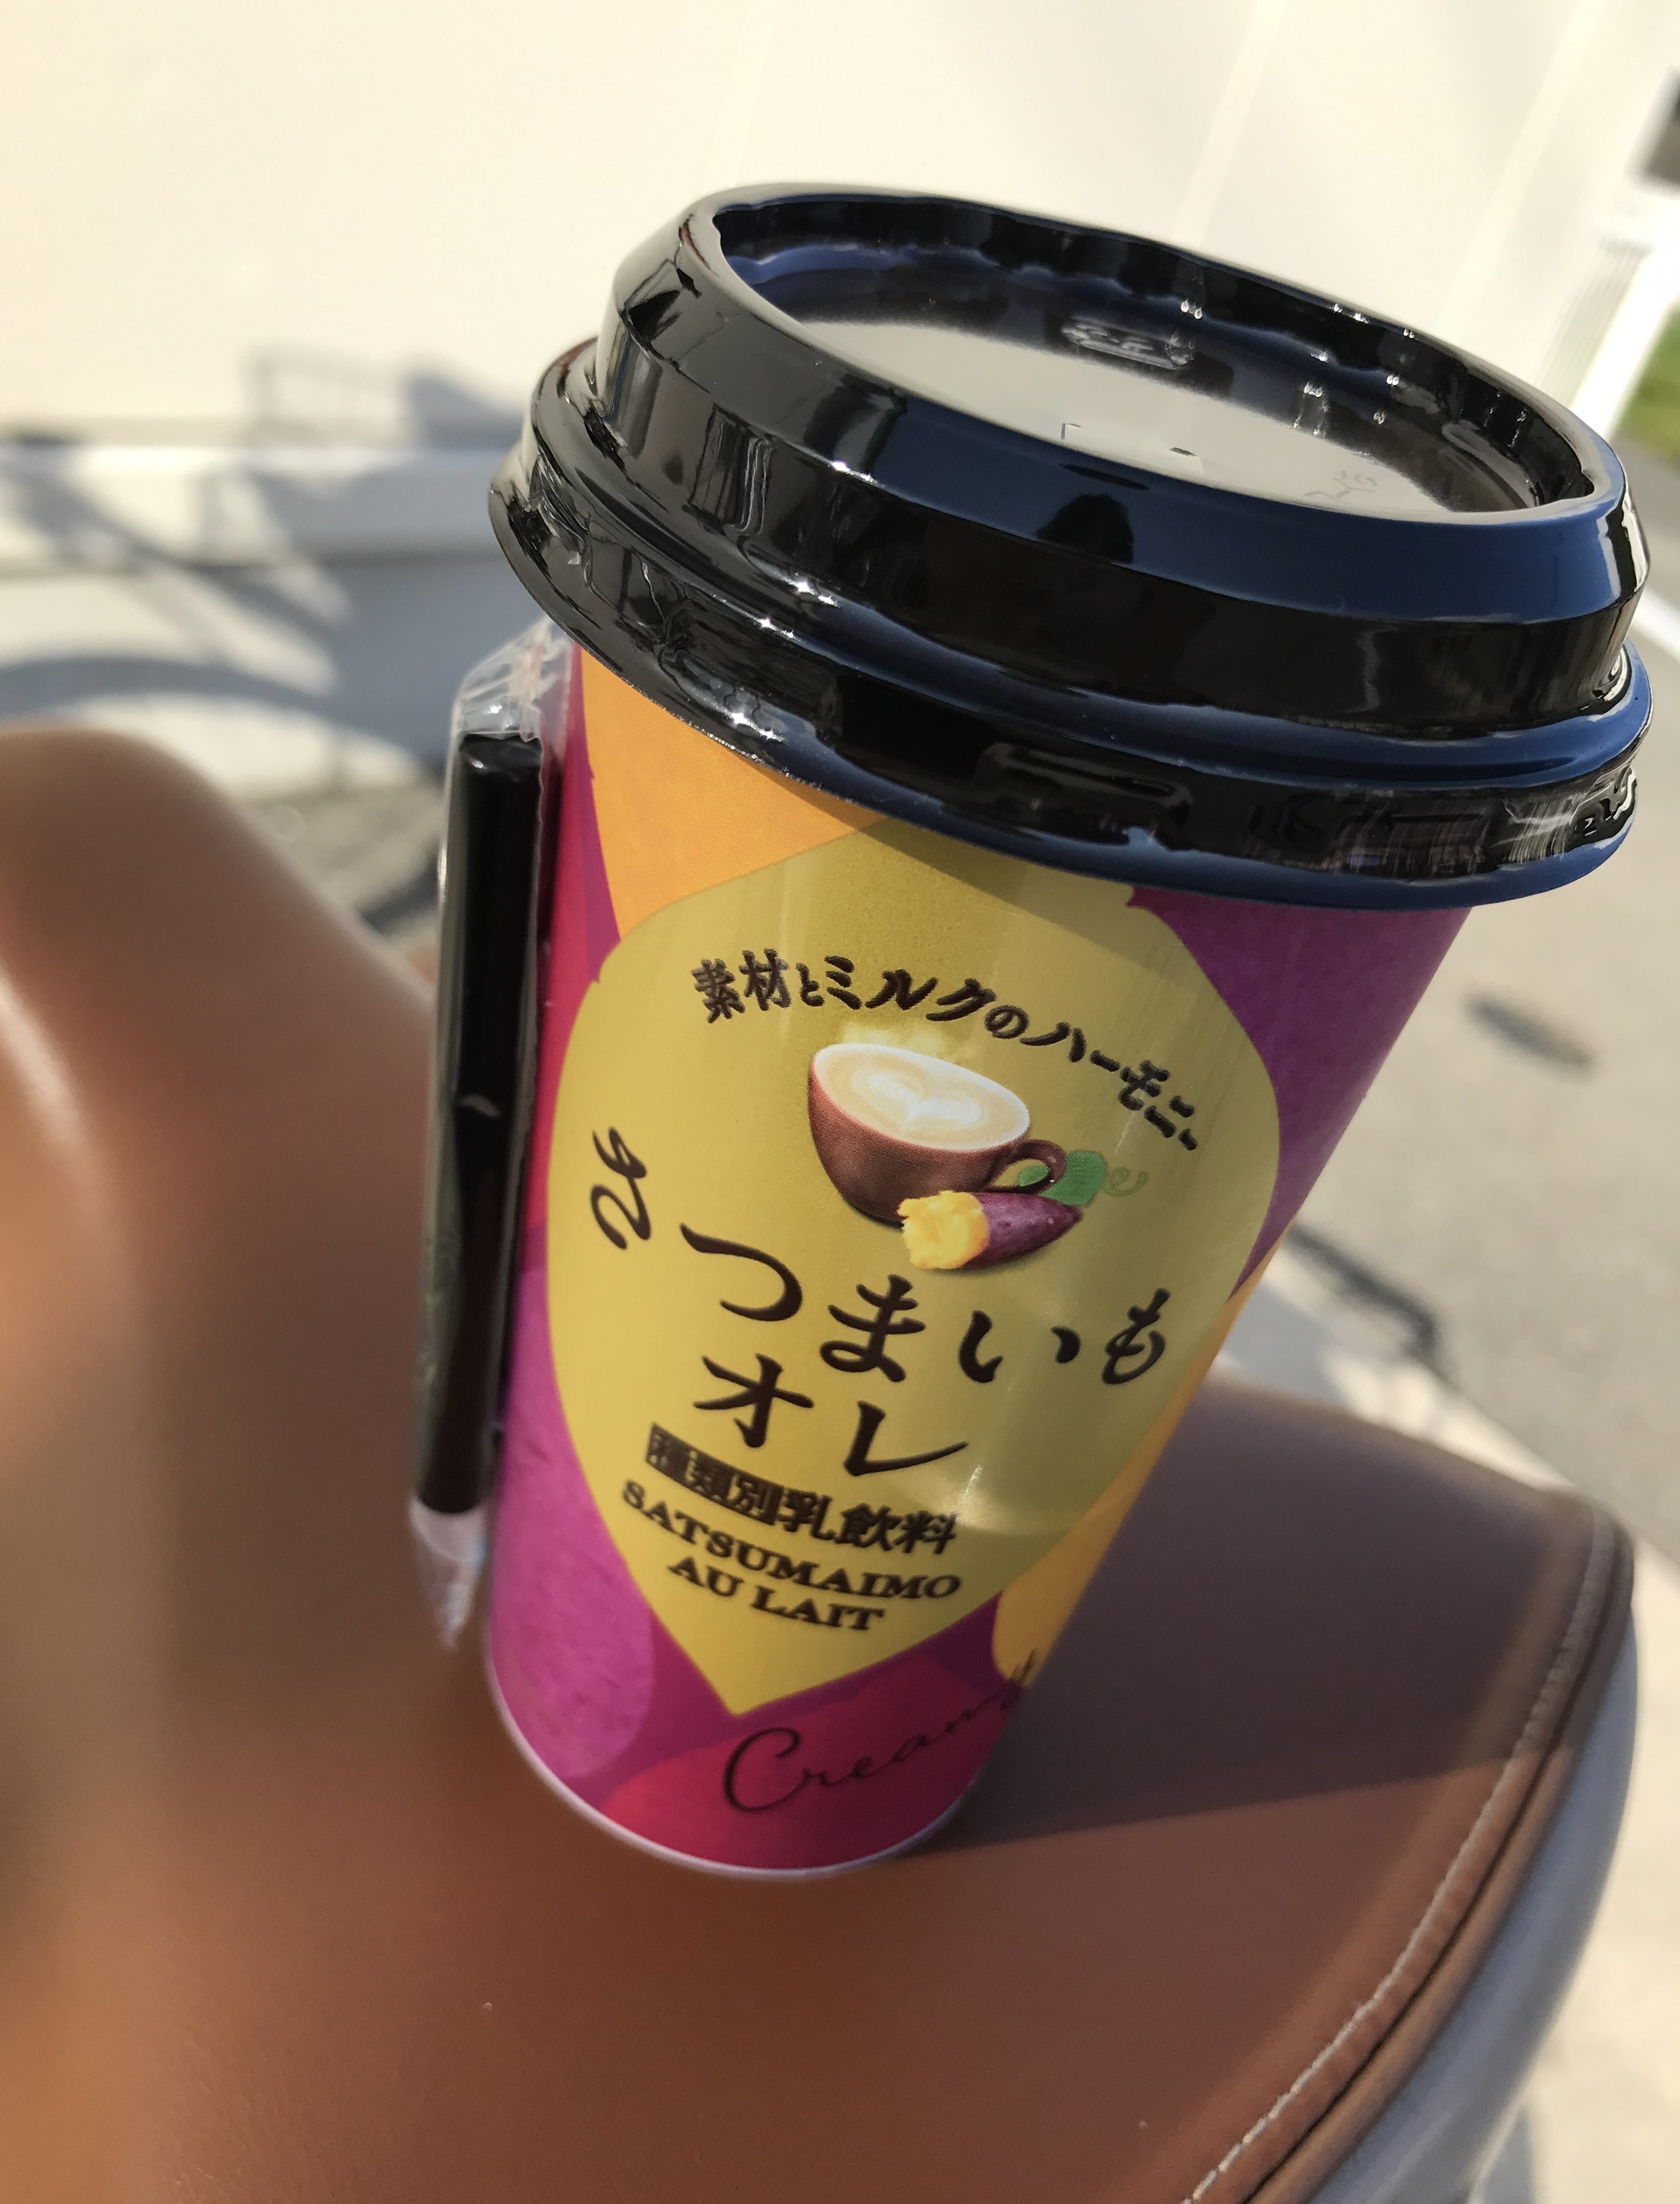 素材とミルクのハーモニー
さつまいも
オレ
種類別乳飲料
SATSUMAIMO
AU LAIT
Creamy